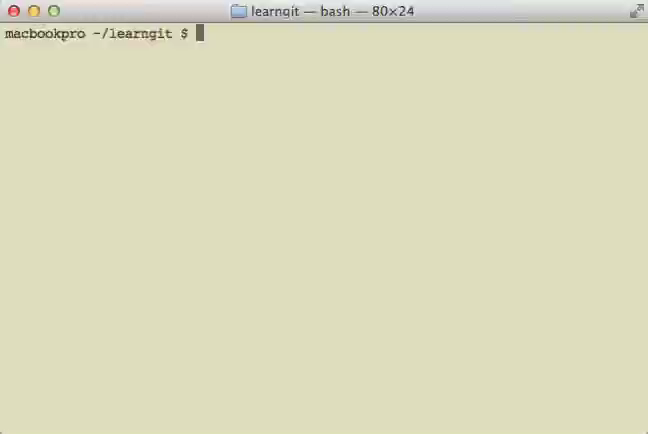 learngit — bash — 80×24
macbookpro ~/learngit $